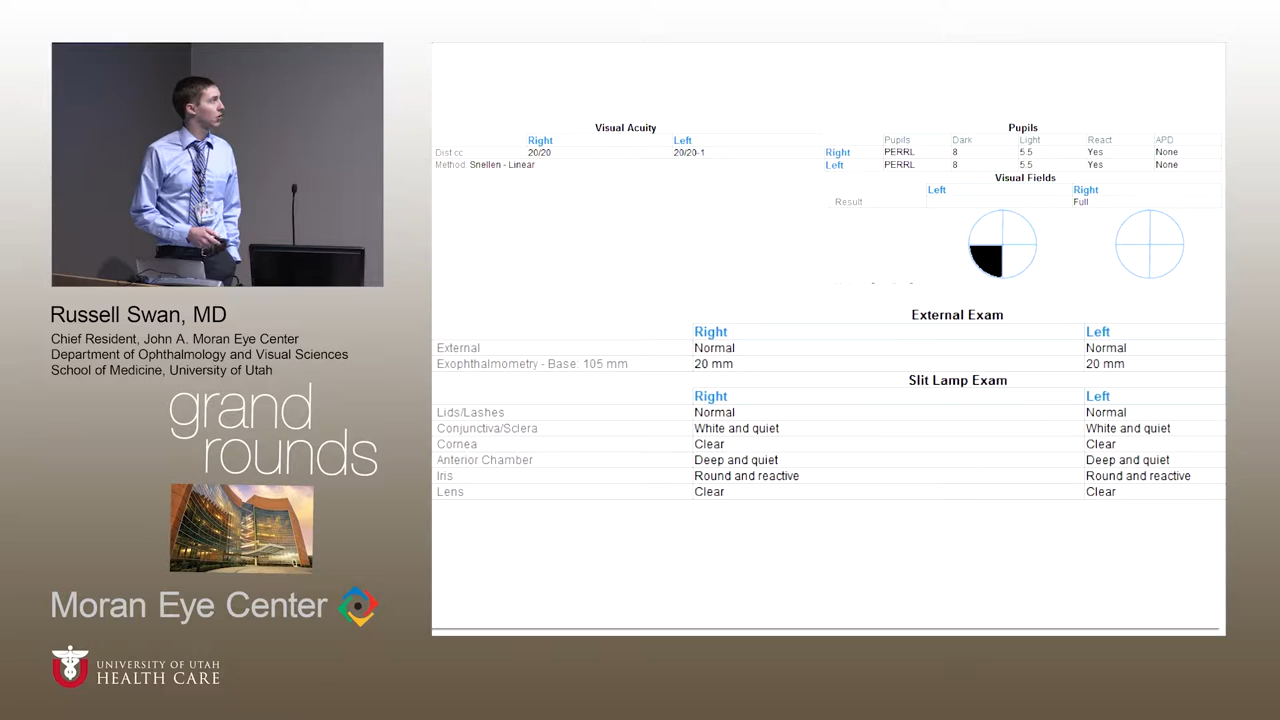 Visual Acuity
Right Left
Dist cc 20/20 20/20-1
Method: Snellen - Linear
Pupils
Pupils Dark Light React APD
Right PERRL 8 5.5 Yes None
Left PERRL 8 5.5 Yes None
Visual Fields
Left Right
Result Full
External Exam
Right Left
External Normal Normal
Exophthalmometry - Base: 105 mm 20 mm 20 mm
Slit Lamp Exam
Right Left
Lids/Lashes Normal Normal
Conjunctiva/Sclera White and quiet White and quiet
Cornea Clear Clear
Anterior Chamber Deep and quiet Deep and quiet
Iris Round and reactive Round and reactive
Lens Clear Clear
Russell Swan, MD
Chief Resident, John A. Moran Eye Center
Department of Ophthalmology and Visual Sciences
School of Medicine, University of Utah
grand
rounds
Moran Eye Center
UNIVERSITY OF UTAH
HEALTH CARE